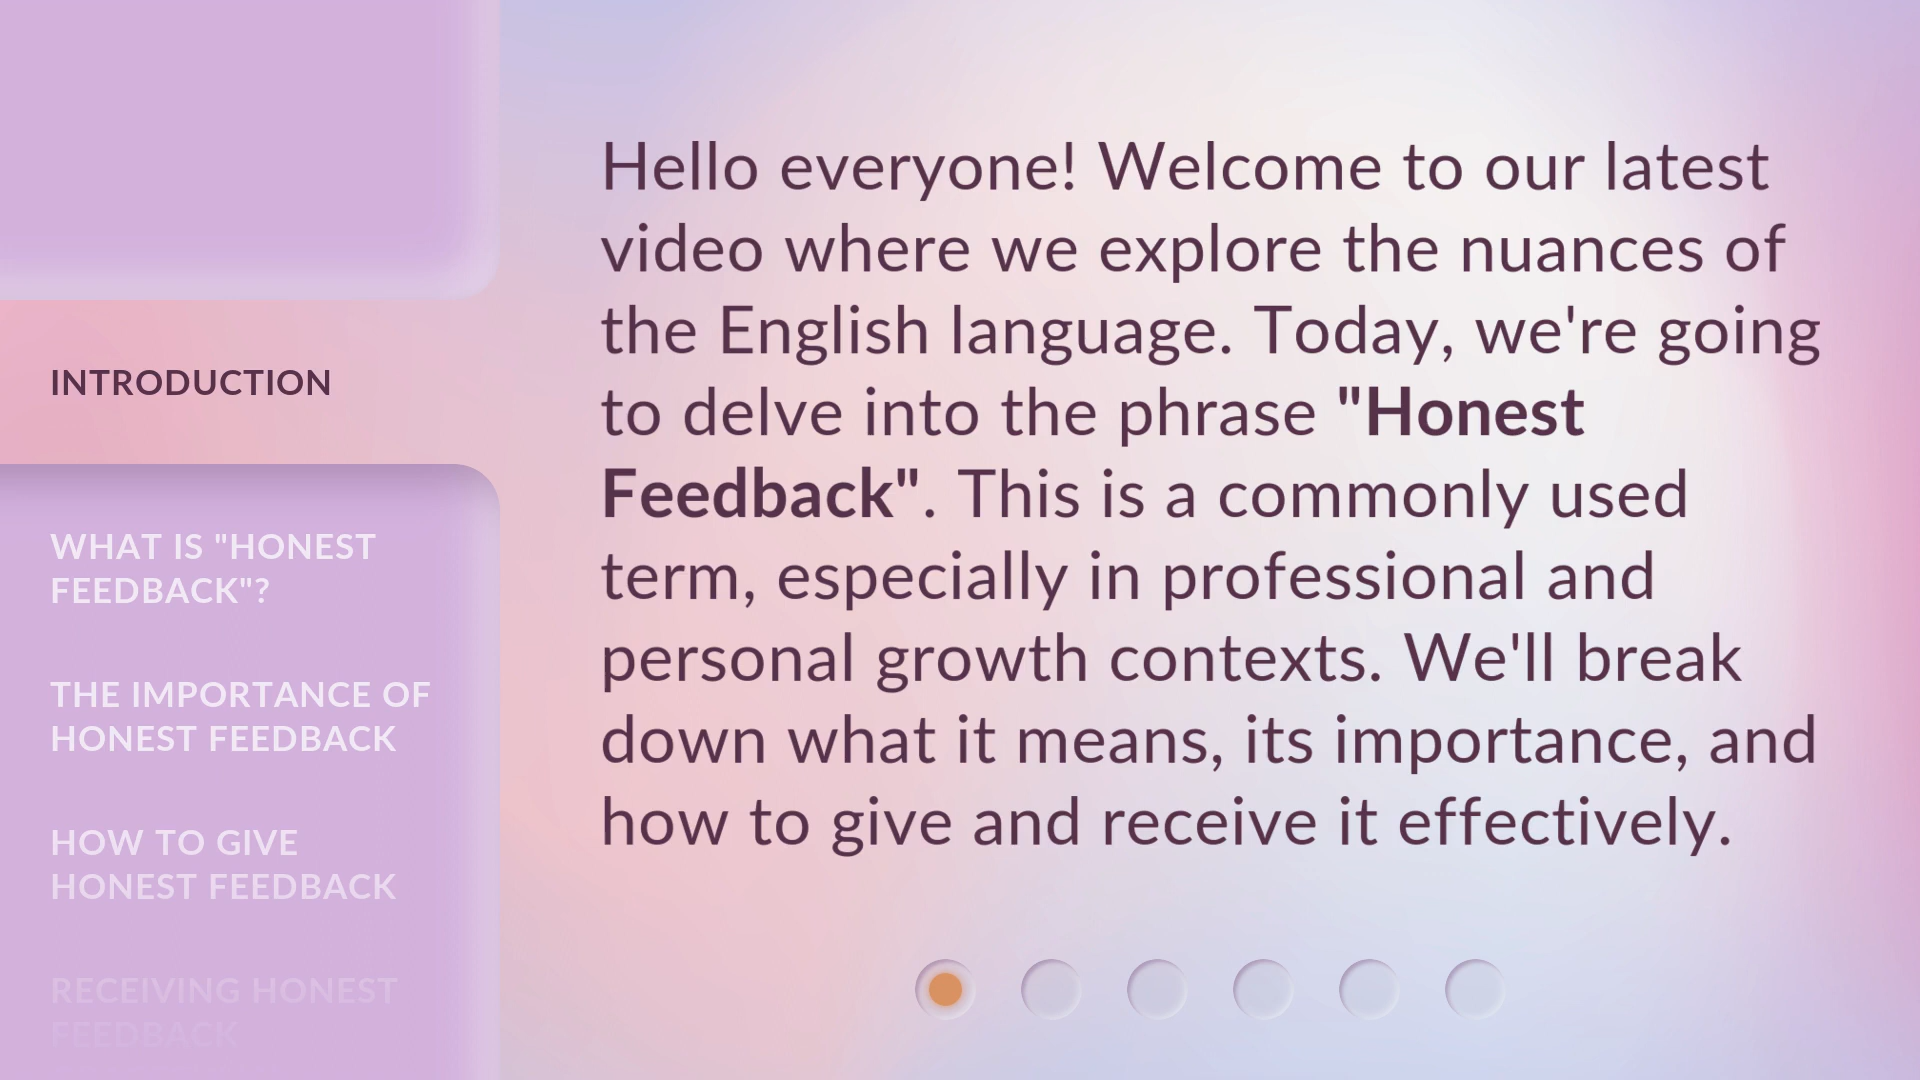 INTRODUCTION
WHAT IS "HONEST
FEEDBACK"?
THE IMPORTANCE OF
HONEST FEEDBACK
HOW TO GIVE
HONEST FEEDBACK
RECEIVING HONEST
FEEDBACK
Hello everyone! Welcome to our latest
video where we explore the nuances of
the English language. Today, we're going
to delve into the phrase "Honest
Feedback". This is a commonly used
term, especially in professional and
personal growth contexts. We'll break
down what it means, its importance, and
how to give and receive it effectively.